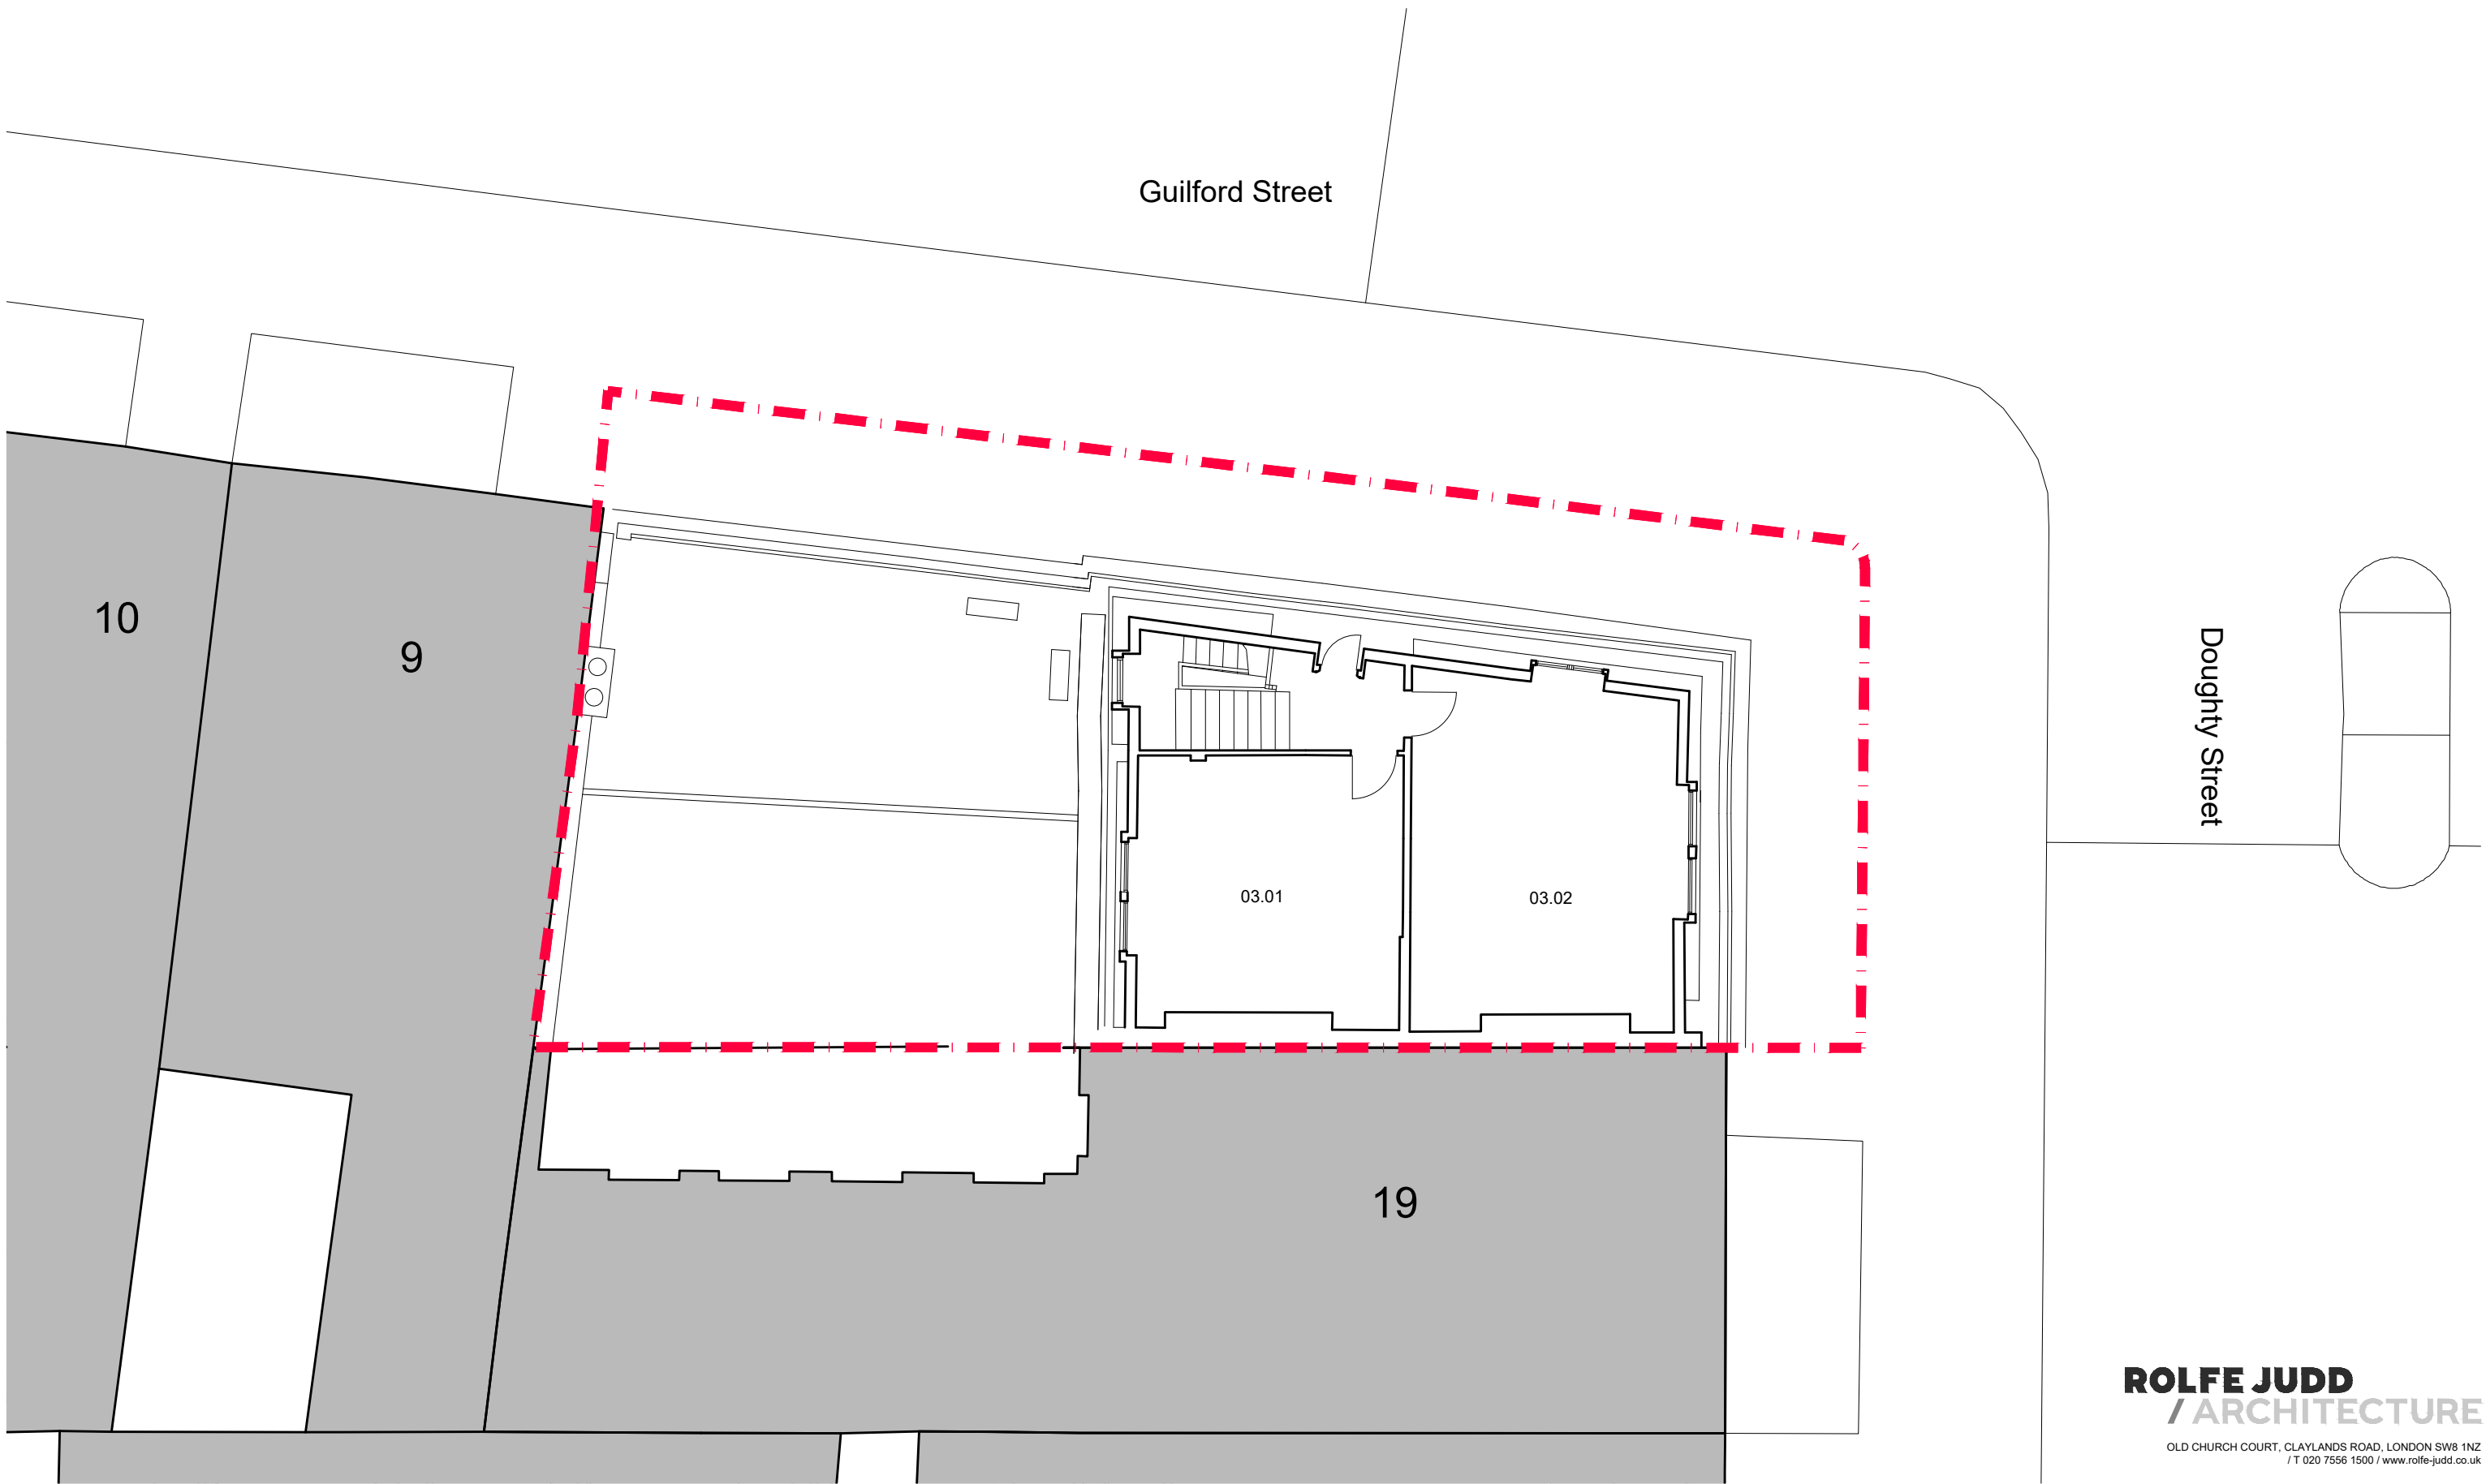 Guilford Street
10
9
Doughty Street
03.01
03.02
19
ROLFE JUDD
/ ARCHITECTURE
OLD CHURCH COURT, CLAYLANDS ROAD, LONDON SW8 1NZ
/ T 020 7556 1500 / www.rolfe-judd.co.uk